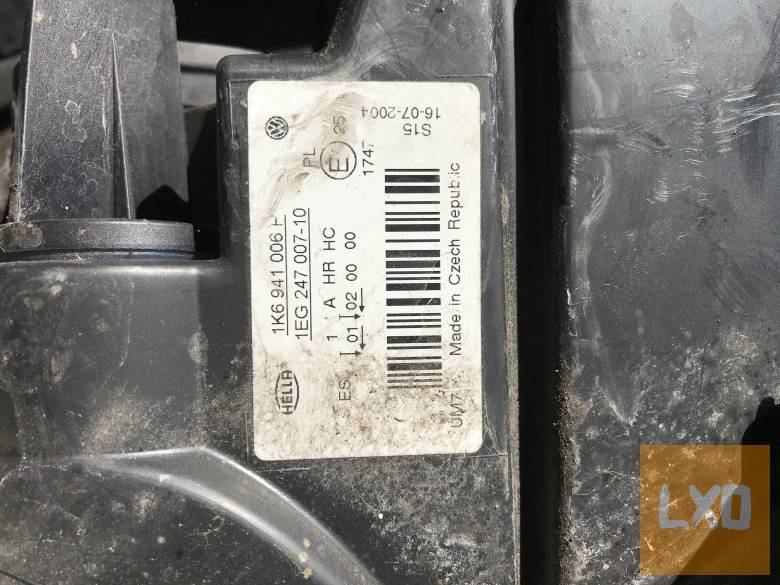 1K6 941 006 F
1EG 247 007-10
HELLA
PL
E
25
1747
1 A HR HC
ES 01 02 00 00
S15
16-07-2004
UM7 Made in Czech Republic
LXO